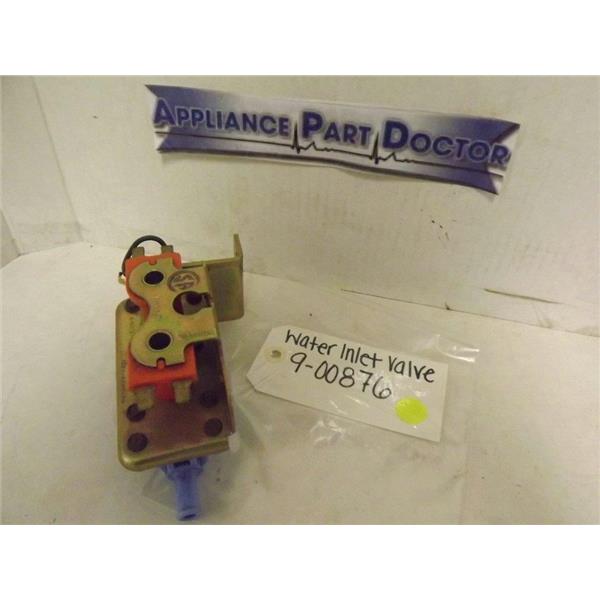 APPLIANCE PART DOCTOR
Water Inlet Valve
9-00876